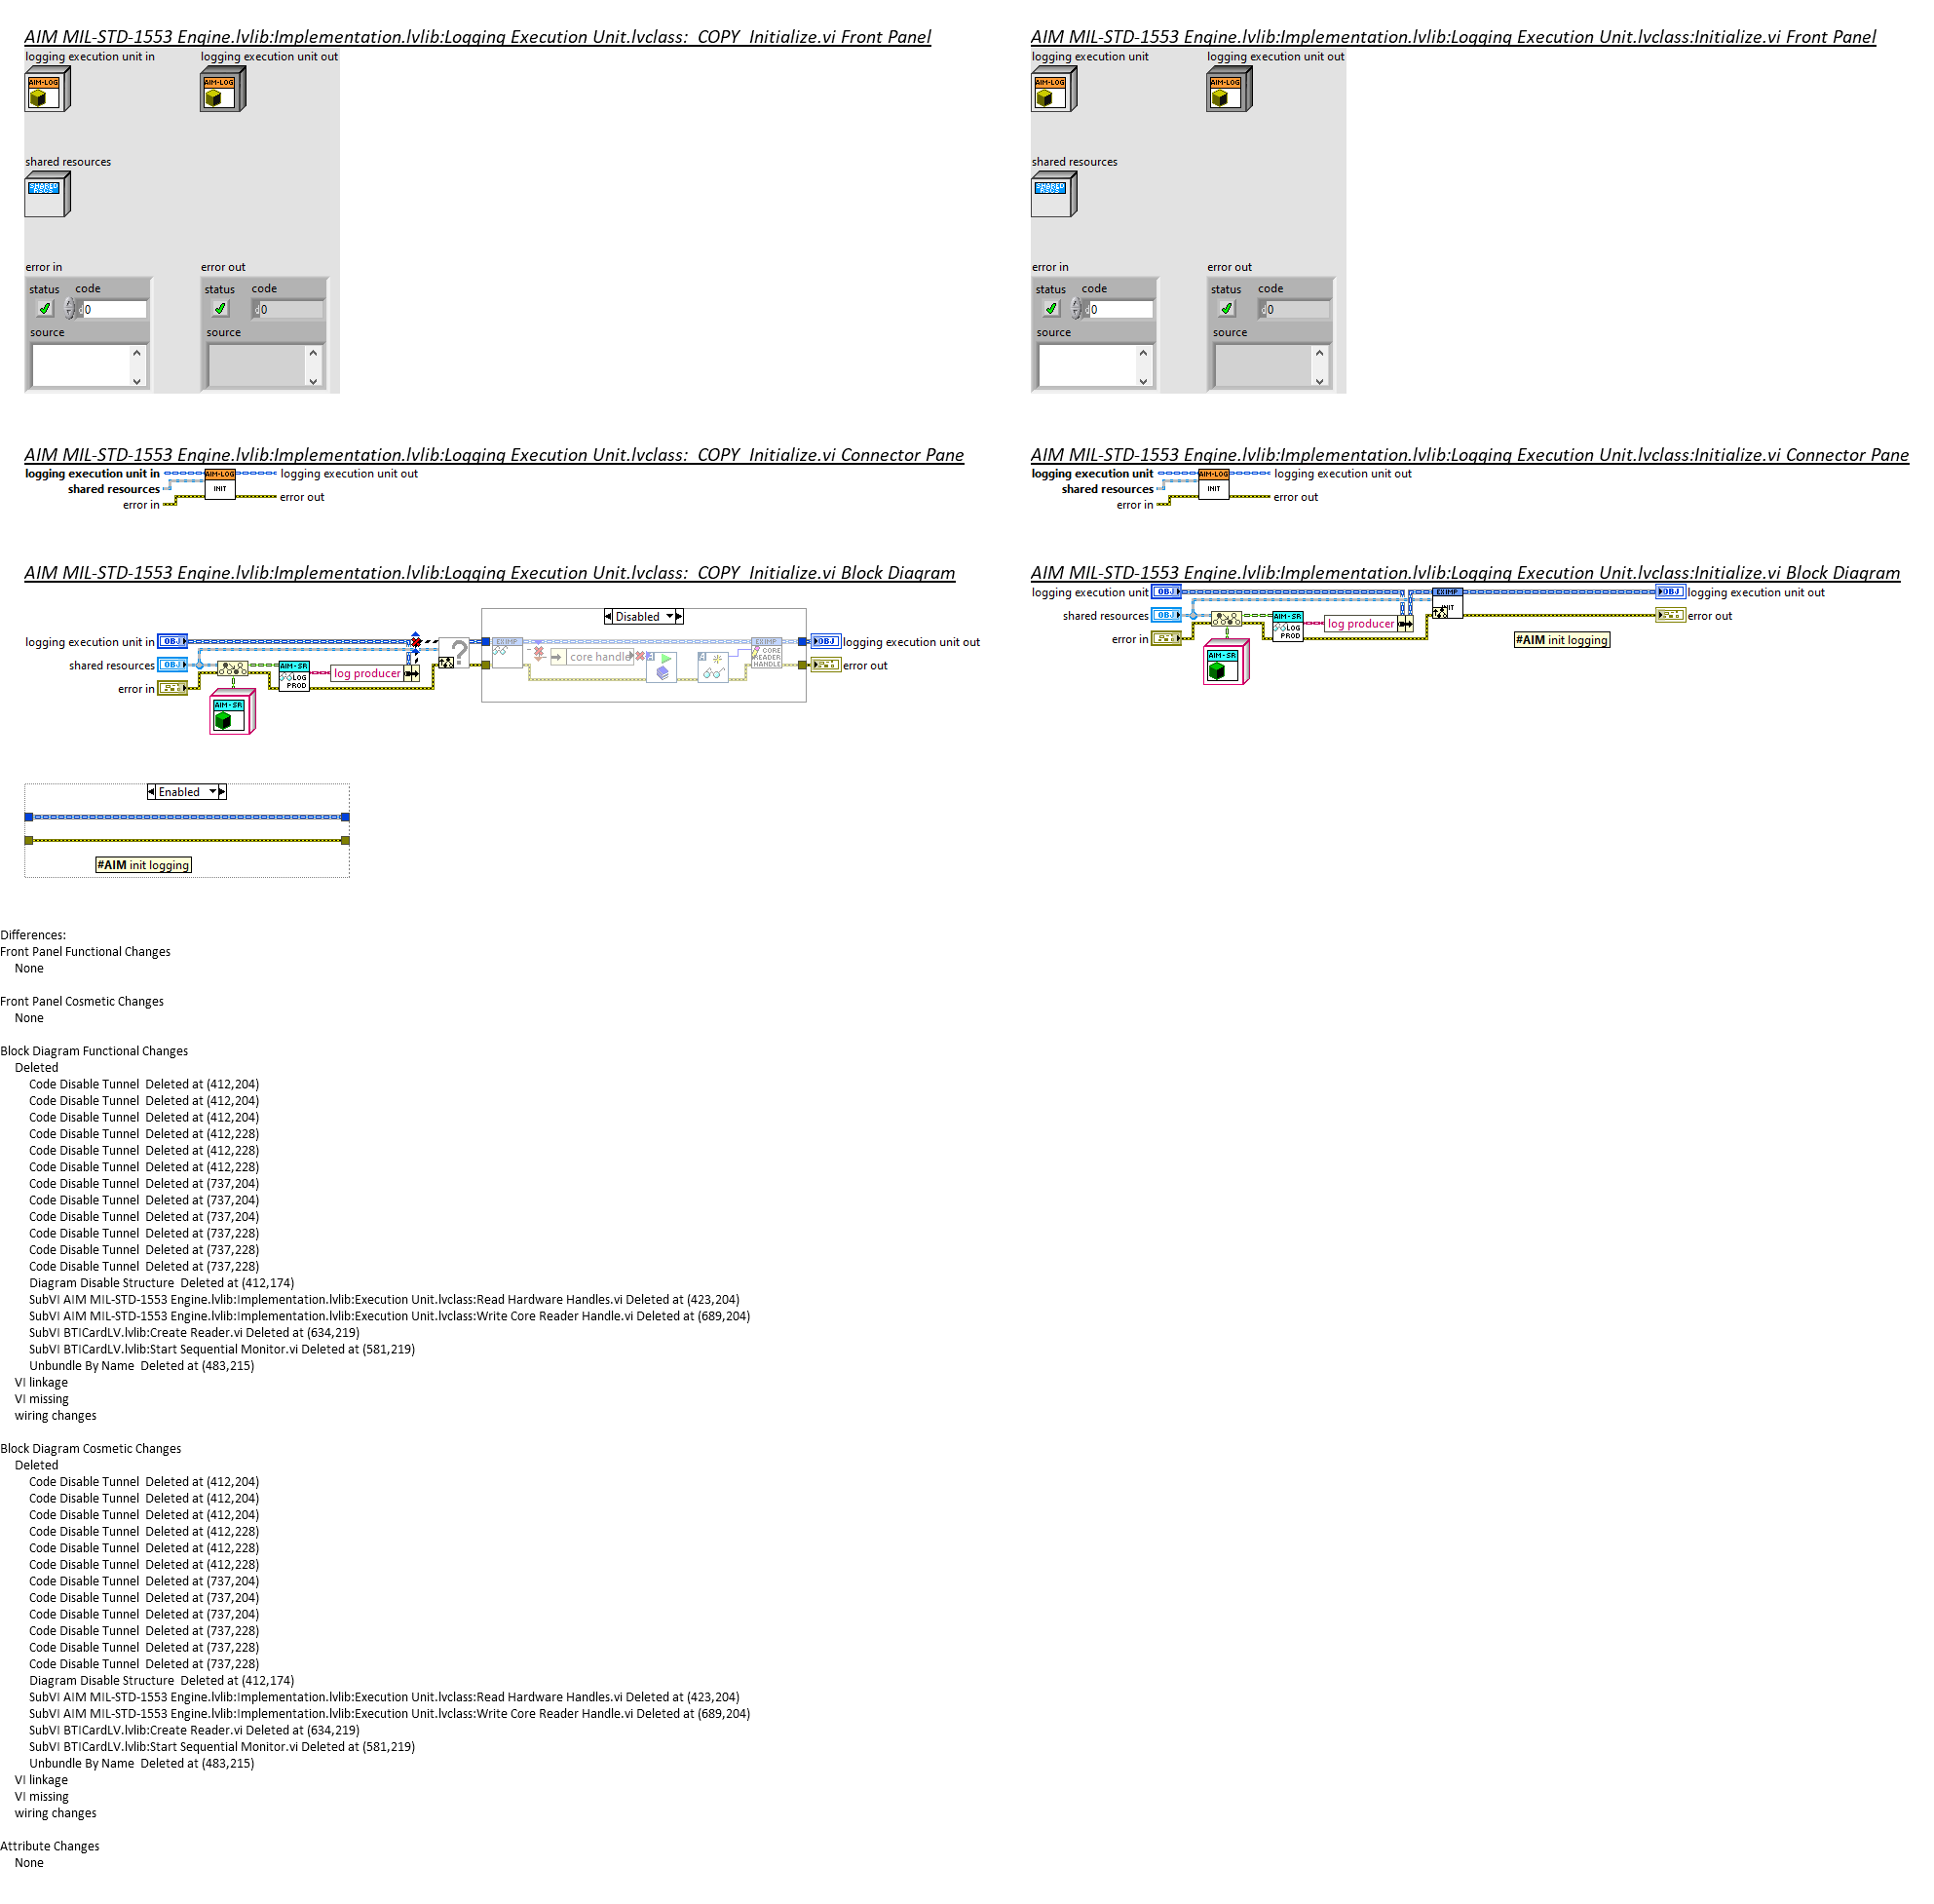 AIM MIL-STD-1553 Engine.lvlib:Implementation.lvlib:Logging Execution Unit.lvclass:  COPY  Initialize.vi Front Panel
logging execution unit in
logging execution unit out
AIM-LOG
AIM-LOG
shared resources
SHARED
RSCS
error in
error out
status
code
status
code
0
0
source
source
AIM MIL-STD-1553 Engine.lvlib:Implementation.lvlib:Logging Execution Unit.lvclass:Initialize.vi Front Panel
logging execution unit
logging execution unit out
AIM-LOG
AIM-LOG
shared resources
SHARED
RSCS
error in
error out
status
code
status
code
0
0
source
source
AIM MIL-STD-1553 Engine.lvlib:Implementation.lvlib:Logging Execution Unit.lvclass:  COPY  Initialize.vi Connector Pane
logging execution unit in
AIM-LOG
logging execution unit out
shared resources
INIT
error in
error out
AIM MIL-STD-1553 Engine.lvlib:Implementation.lvlib:Logging Execution Unit.lvclass:Initialize.vi Connector Pane
logging execution unit
AIM-LOG
logging execution unit out
shared resources
INIT
error in
error out
AIM MIL-STD-1553 Engine.lvlib:Implementation.lvlib:Logging Execution Unit.lvclass:  COPY  Initialize.vi Block Diagram
Disabled
logging execution unit in
OBJ
?
EXIMP
EXIMP
OBJ
logging execution unit out
core handle
CORE
READER
HANDLE
shared resources
OBJ
AIM-SR
LOG
PROD
log producer
error out
error in
AIM-SR
Enabled
#AIM init logging
AIM MIL-STD-1553 Engine.lvlib:Implementation.lvlib:Logging Execution Unit.lvclass:Initialize.vi Block Diagram
logging execution unit
OBJ
EXIMP
OBJ
logging execution unit out
shared resources
OBJ
AIM-SR
LOG
PROD
log producer
error out
error in
#AIM init logging
AIM-SR
Differences:
Front Panel Functional Changes
None
Front Panel Cosmetic Changes
None
Block Diagram Functional Changes
Deleted
Code Disable Tunnel  Deleted at (412,204)
Code Disable Tunnel  Deleted at (412,204)
Code Disable Tunnel  Deleted at (412,204)
Code Disable Tunnel  Deleted at (412,228)
Code Disable Tunnel  Deleted at (412,228)
Code Disable Tunnel  Deleted at (412,228)
Code Disable Tunnel  Deleted at (737,204)
Code Disable Tunnel  Deleted at (737,204)
Code Disable Tunnel  Deleted at (737,204)
Code Disable Tunnel  Deleted at (737,228)
Code Disable Tunnel  Deleted at (737,228)
Code Disable Tunnel  Deleted at (737,228)
Diagram Disable Structure  Deleted at (412,174)
SubVI AIM MIL-STD-1553 Engine.lvlib:Implementation.lvlib:Execution Unit.lvclass:Read Hardware Handles.vi Deleted at (423,204)
SubVI AIM MIL-STD-1553 Engine.lvlib:Implementation.lvlib:Execution Unit.lvclass:Write Core Reader Handle.vi Deleted at (689,204)
SubVI BTICardLV.lvlib:Create Reader.vi Deleted at (634,219)
SubVI BTICardLV.lvlib:Start Sequential Monitor.vi Deleted at (581,219)
Unbundle By Name  Deleted at (483,215)
VI linkage
VI missing
wiring changes
Block Diagram Cosmetic Changes
Deleted
Code Disable Tunnel  Deleted at (412,204)
Code Disable Tunnel  Deleted at (412,204)
Code Disable Tunnel  Deleted at (412,204)
Code Disable Tunnel  Deleted at (412,228)
Code Disable Tunnel  Deleted at (412,228)
Code Disable Tunnel  Deleted at (412,228)
Code Disable Tunnel  Deleted at (737,204)
Code Disable Tunnel  Deleted at (737,204)
Code Disable Tunnel  Deleted at (737,204)
Code Disable Tunnel  Deleted at (737,228)
Code Disable Tunnel  Deleted at (737,228)
Code Disable Tunnel  Deleted at (737,228)
Diagram Disable Structure  Deleted at (412,174)
SubVI AIM MIL-STD-1553 Engine.lvlib:Implementation.lvlib:Execution Unit.lvclass:Read Hardware Handles.vi Deleted at (423,204)
SubVI AIM MIL-STD-1553 Engine.lvlib:Implementation.lvlib:Execution Unit.lvclass:Write Core Reader Handle.vi Deleted at (689,204)
SubVI BTICardLV.lvlib:Create Reader.vi Deleted at (634,219)
SubVI BTICardLV.lvlib:Start Sequential Monitor.vi Deleted at (581,219)
Unbundle By Name  Deleted at (483,215)
VI linkage
VI missing
wiring changes
Attribute Changes
None